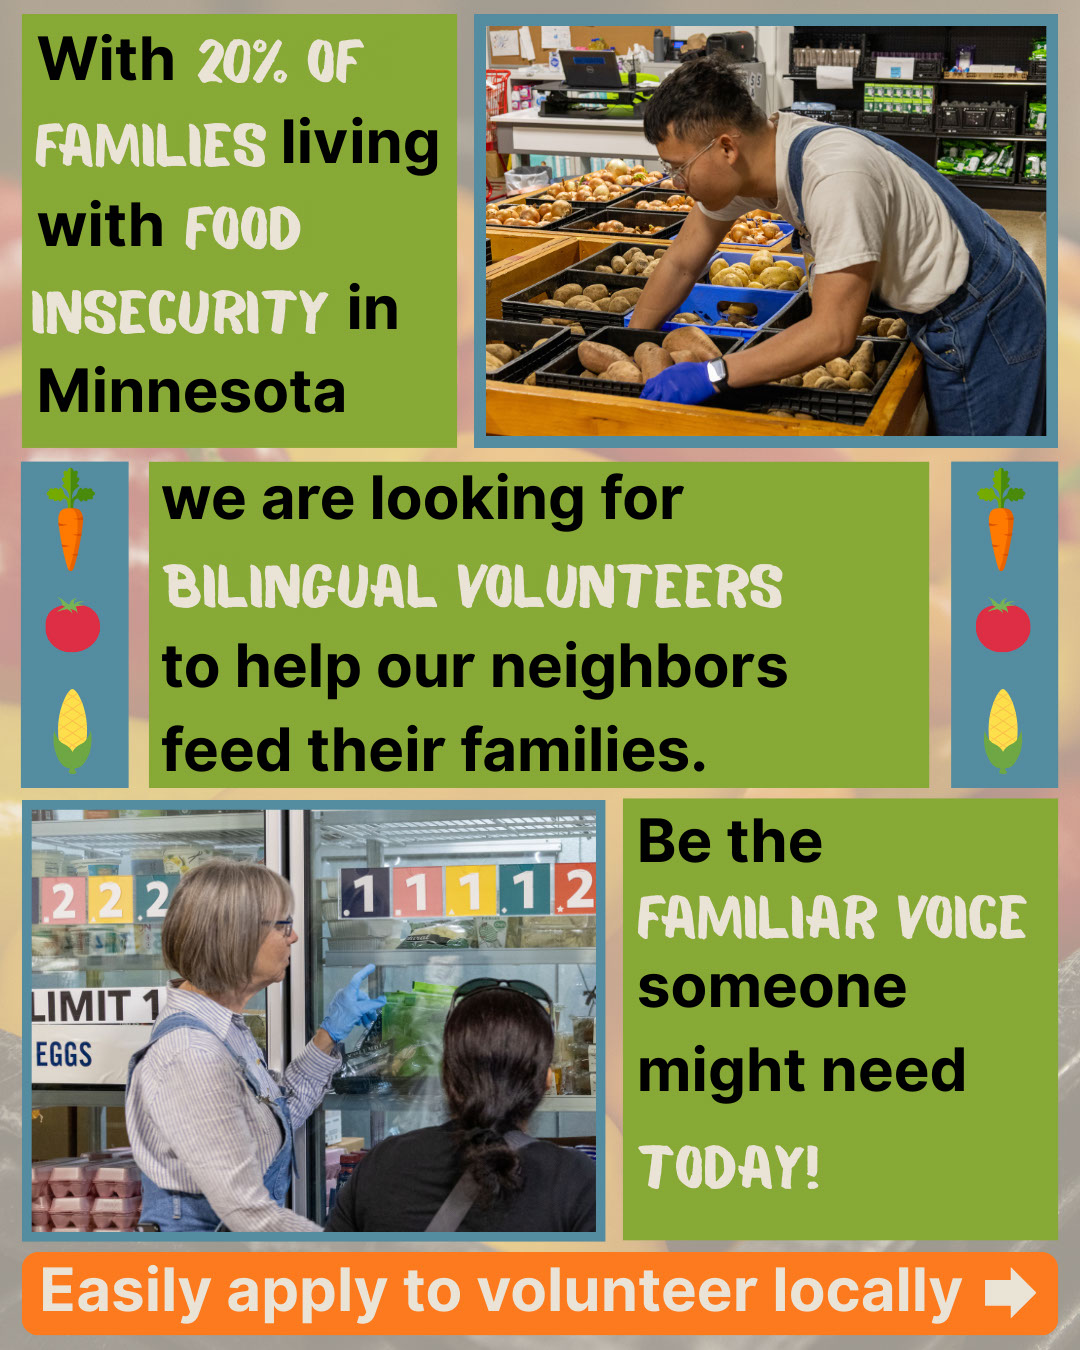 With 20% OF
FAMILIES living
with FOOD
INSECURITY in
Minnesota
we are looking for
BILINGUAL VOLUNTEERS
to help our neighbors
feed their families.
2 2 2
1 1 1 1 2
LIMIT 1
EGGS
Be the
FAMILIAR VOICE
someone
might need
TODAY!
Easily apply to volunteer locally